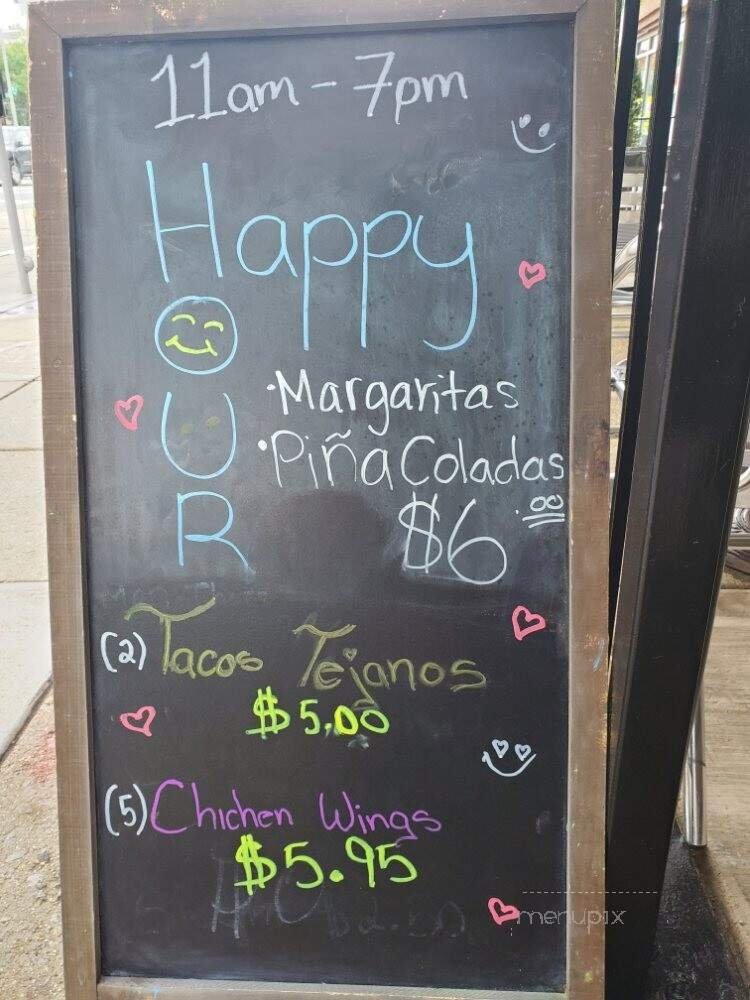 11am - 7pm
Happy
HOUR
·Margaritas
·Piña Coladas
$6.00
(2) Tacos Tejanos
$5,00
(5) Chichen Wings
$5.95
menupix